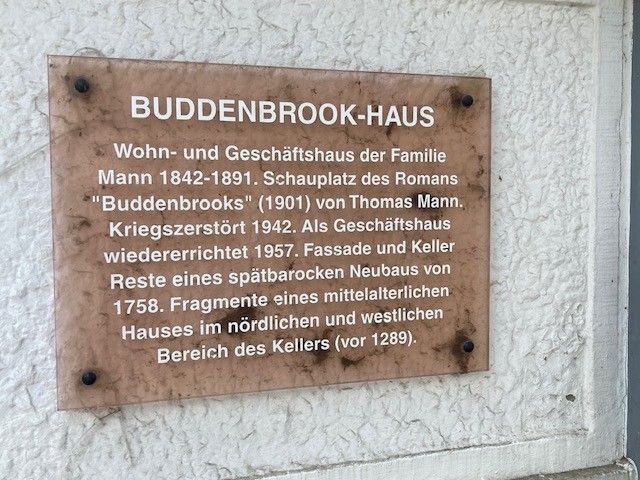 BUDDENBROOK-HAUS
Wohn- und Geschäftshaus der Familie
Mann 1842-1891. Schauplatz des Romans
"Buddenbrooks" (1901) von Thomas Mann.
Kriegszerstört 1942. Als Geschäftshaus
wiedererrichtet 1957. Fassade und Keller
Reste eines spätbarocken Neubaus von
1758. Fragmente eines mittelalterlichen
Hauses im nördlichen und westlichen
Bereich des Kellers (vor 1289).